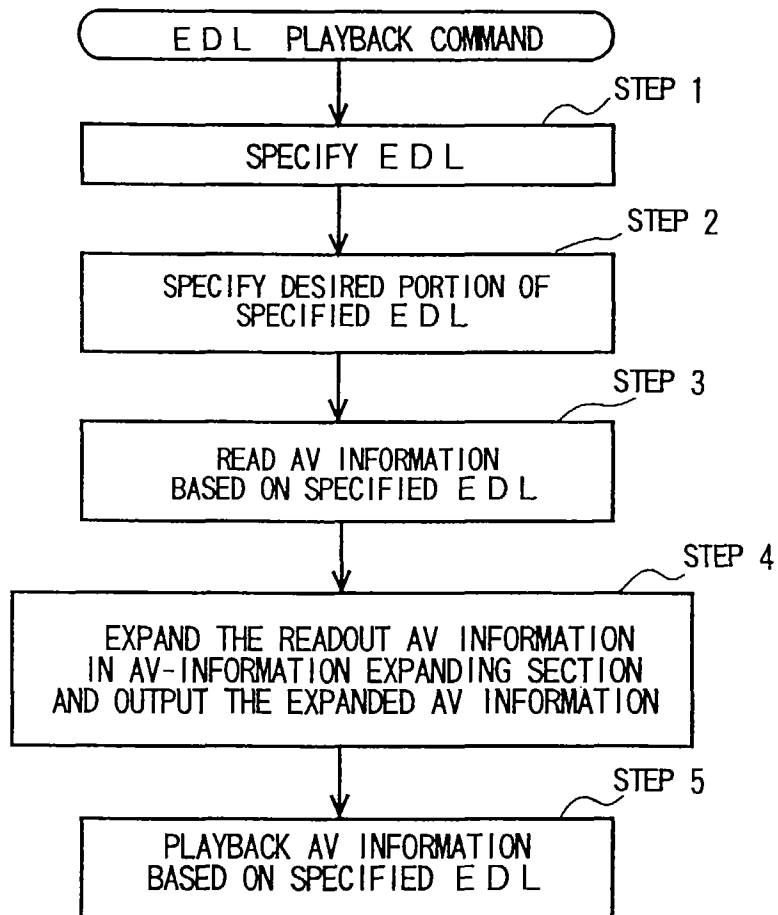 EDL PLAYBACK COMMAND
STEP 1
SPECIFY EDL
STEP 2
SPECIFY DESIRED PORTION OF
SPECIFIED EDL
STEP 3
READ AV INFORMATION
BASED ON SPECIFIED EDL
STEP 4
EXPAND THE READOUT AV INFORMATION
IN AV-INFORMATION EXPANDING SECTION
AND OUTPUT THE EXPANDED AV INFORMATION
STEP 5
PLAYBACK AV INFORMATION
BASED ON SPECIFIED EDL